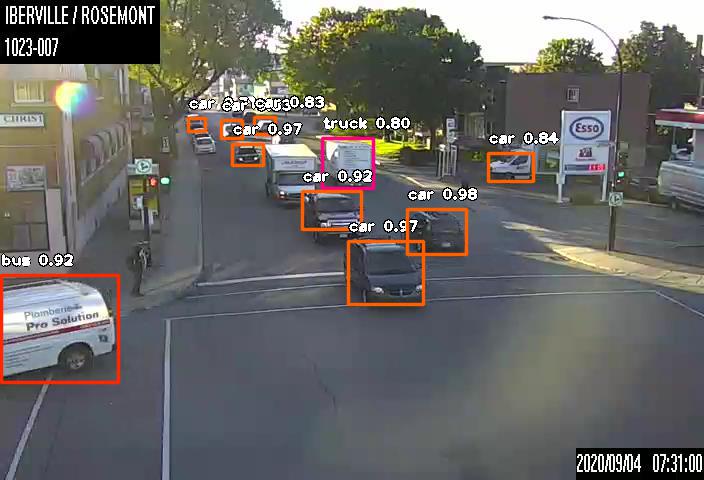 IBERVILLE / ROSEMONT
1023-007
car 0.83
car 0.97
truck 0.80
car 0.84
car 0.92
car 0.98
car 0.97
bus 0.92
CHRIST
Esso
Plomberie
Pro Solution
2020/09/04 07:31:00